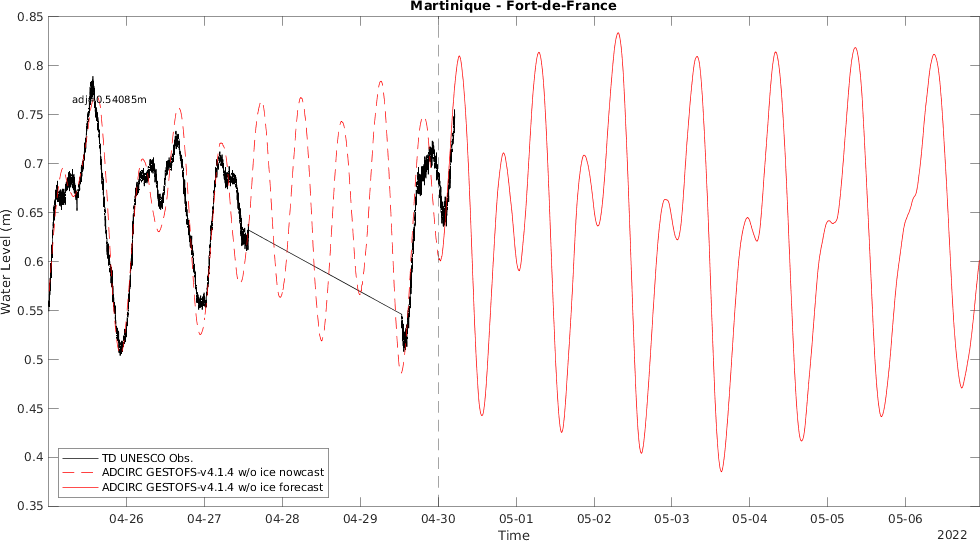 Martinique - Fort-de-France
0.85
0.8
0.75
0.7
0.65
0.6
0.55
0.5
0.45
0.4
0.35
Water Level (m)
adj: 0.54085m
TD UNESCO Obs.
ADCIRC GESTOFS-v4.1.4 w/o ice nowcast
ADCIRC GESTOFS-v4.1.4 w/o ice forecast
04-26 04-27 04-28 04-29 04-30 05-01 05-02 05-03 05-04 05-05 05-06
Time
2022